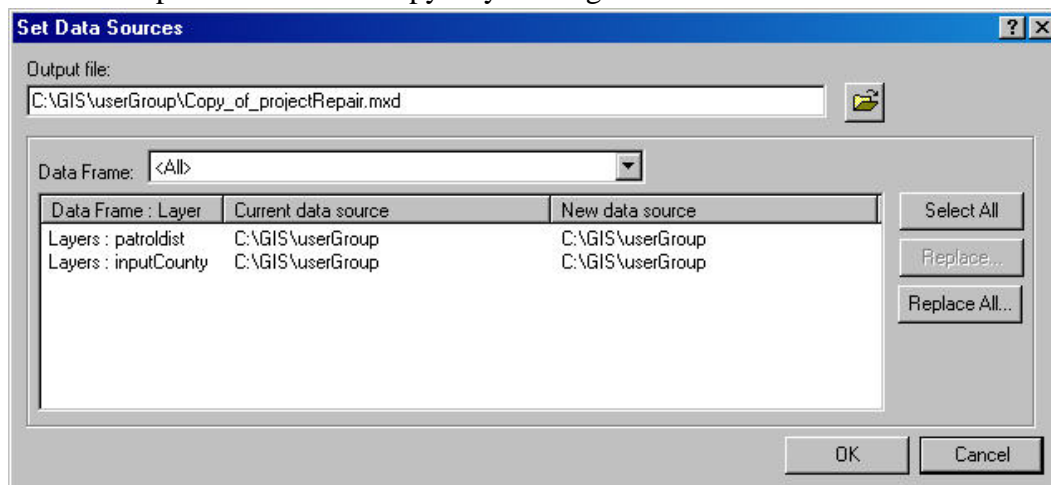 Set Data Sources
Output file:
C:\GIS\userGroup\Copy_of_projectRepair.mxd
Data Frame: <All>
Data Frame : Layer Current data source New data source
Layers : patroldist C:\GIS\userGroup C:\GIS\userGroup
Layers : inputCounty C:\GIS\userGroup C:\GIS\userGroup
Select All
Replace...
Replace All...
OK Cancel